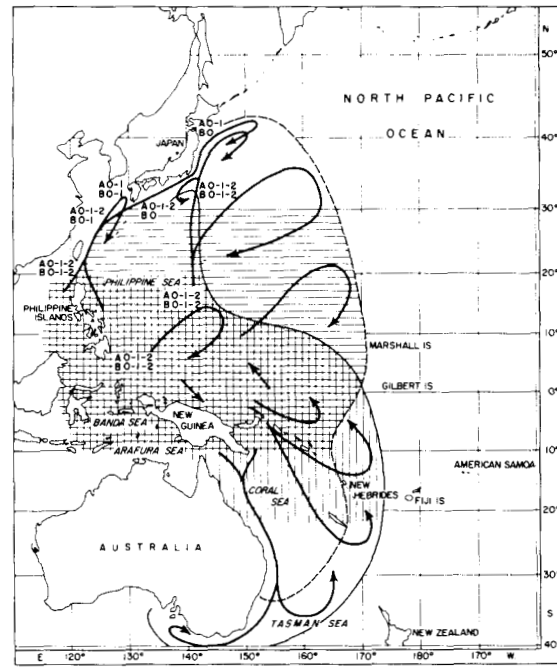 N
50°
NORTH PACIFIC
OCEAN
40°
JAPAN
AO-1
BO
AO-1
BO-1
AO-1-2
BO
AO-1-2
BO-1-2
30°
AO-1-2
BO-1
AO-1-2
BO-1-2
20°
PHILIPPINE SEA
AO-1-2
BO-1-2
PHILIPPINE
ISLANDS
10°
MARSHALL IS
AO-1-2
BO-1-2
GILBERT IS
0°
BANDA SEA
NEW
GUINEA
ARAFURA SEA
10°
AMERICAN SAMOA
CORAL
SEA
NEW
HEBRIDES
FIJI IS
20°
AUSTRALIA
30°
TASMAN SEA
S
NEW ZEALAND
40°
E
120°
130°
140°
150°
160°
170°
180°
170°
W